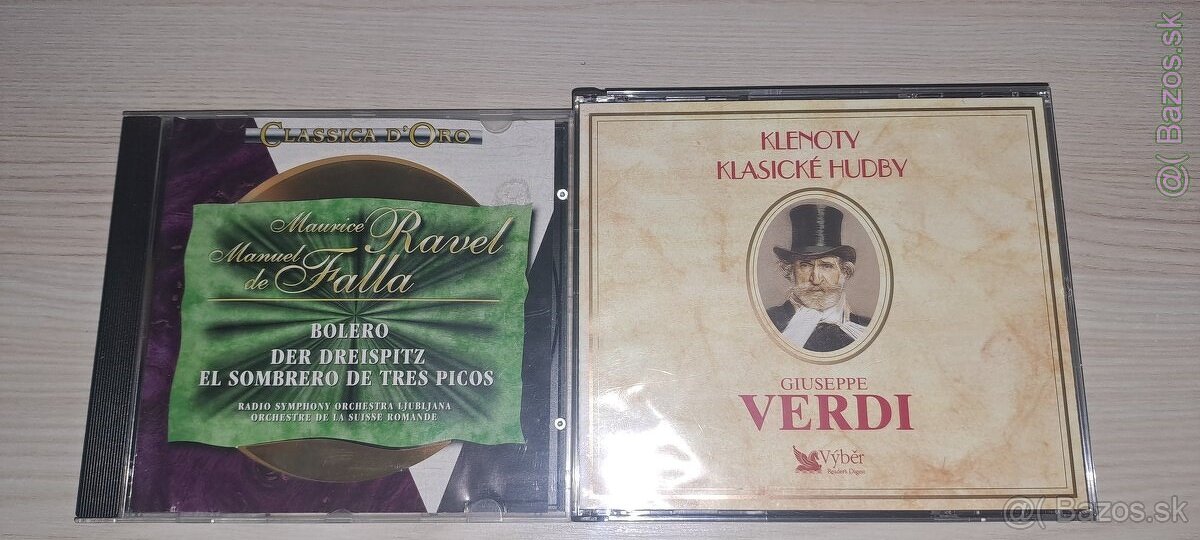 CLASSICA D'ORO
Maurice Ravel
Manuel de Falla
BOLERO
DER DREISPITZ
EL SOMBRERO DE TRES PICOS
RADIO SYMPHONY ORCHESTRA LJUBLJANA
ORCHESTRE DE LA SUISSE ROMANDE
KLENOTY
KLASICKÉ HUDBY
GIUSEPPE
VERDI
Výběr
Reader's Digest
@( Bazos.sk
@( Bazos.sk